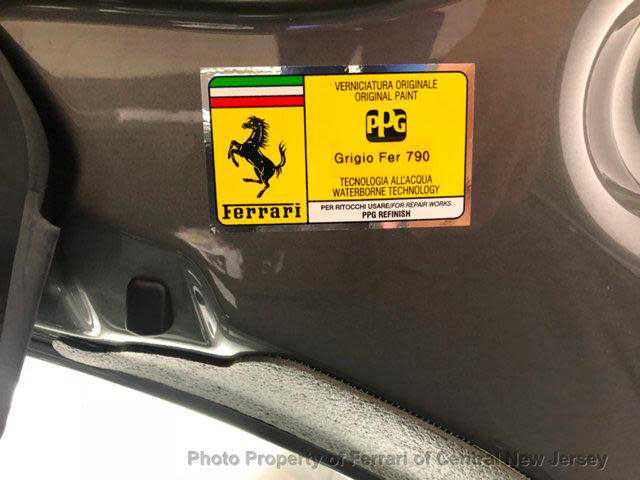 VERNICIATURA ORIGINALE
ORIGINAL PAINT
PPG
Grigio Fer 790
TECNOLOGIA ALL'ACQUA
WATERBORNE TECHNOLOGY
Ferrari
PER RITOCCHI USARE/FOR REPAIR WORKS
PPG REFINISH
Photo Property of Ferrari of Central New Jersey